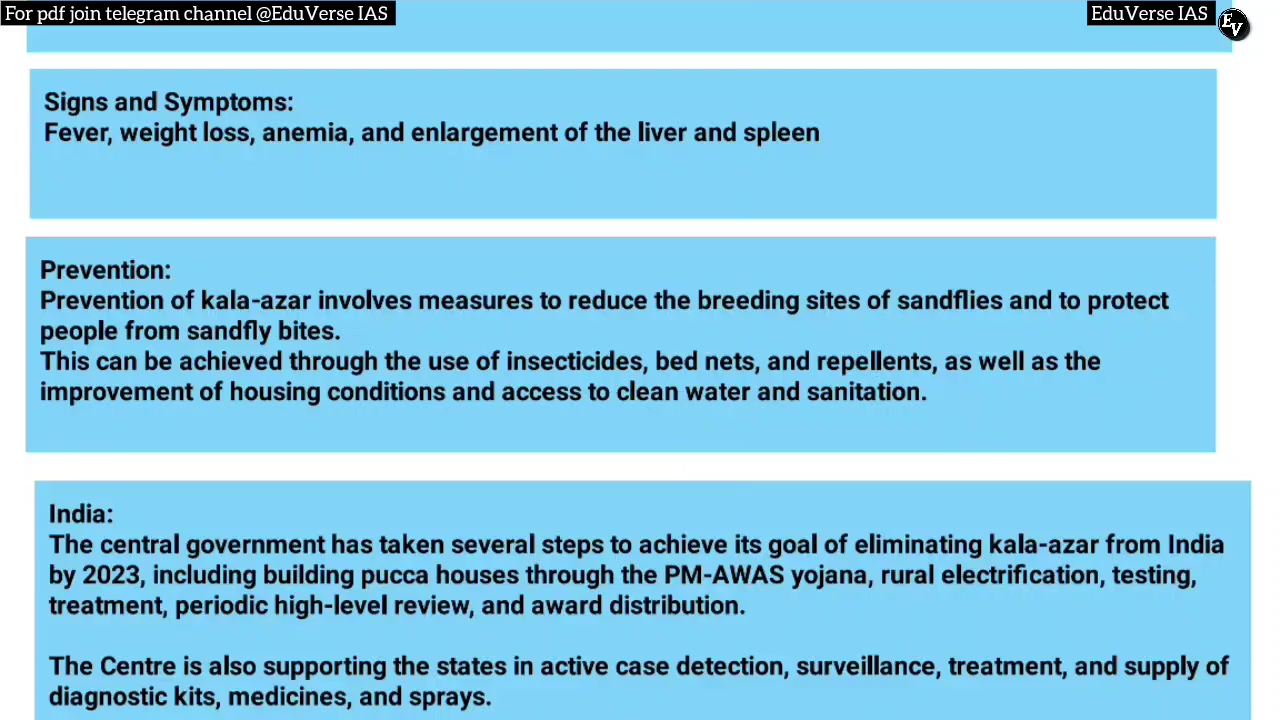 For pdf join telegram channel @EduVerse IAS
EduVerse IAS
EV
Signs and Symptoms:
Fever, weight loss, anemia, and enlargement of the liver and spleen
Prevention:
Prevention of kala-azar involves measures to reduce the breeding sites of sandflies and to protect
people from sandfly bites.
This can be achieved through the use of insecticides, bed nets, and repellents, as well as the
improvement of housing conditions and access to clean water and sanitation.
India:
The central government has taken several steps to achieve its goal of eliminating kala-azar from India
by 2023, including building pucca houses through the PM-AWAS yojana, rural electrification, testing,
treatment, periodic high-level review, and award distribution.
The Centre is also supporting the states in active case detection, surveillance, treatment, and supply of
diagnostic kits, medicines, and sprays.